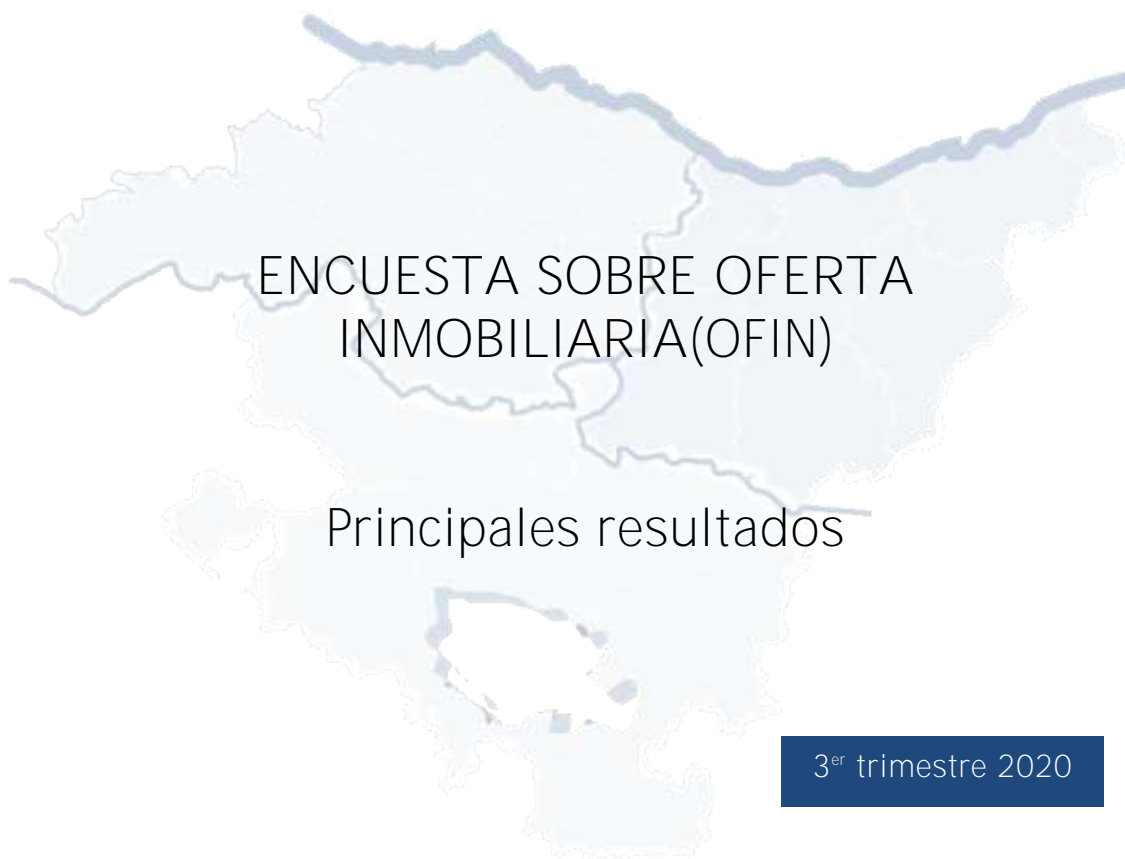 ENCUESTA SOBRE OFERTA
INMOBILIARIA(OFIN)
Principales resultados
3er trimestre 2020